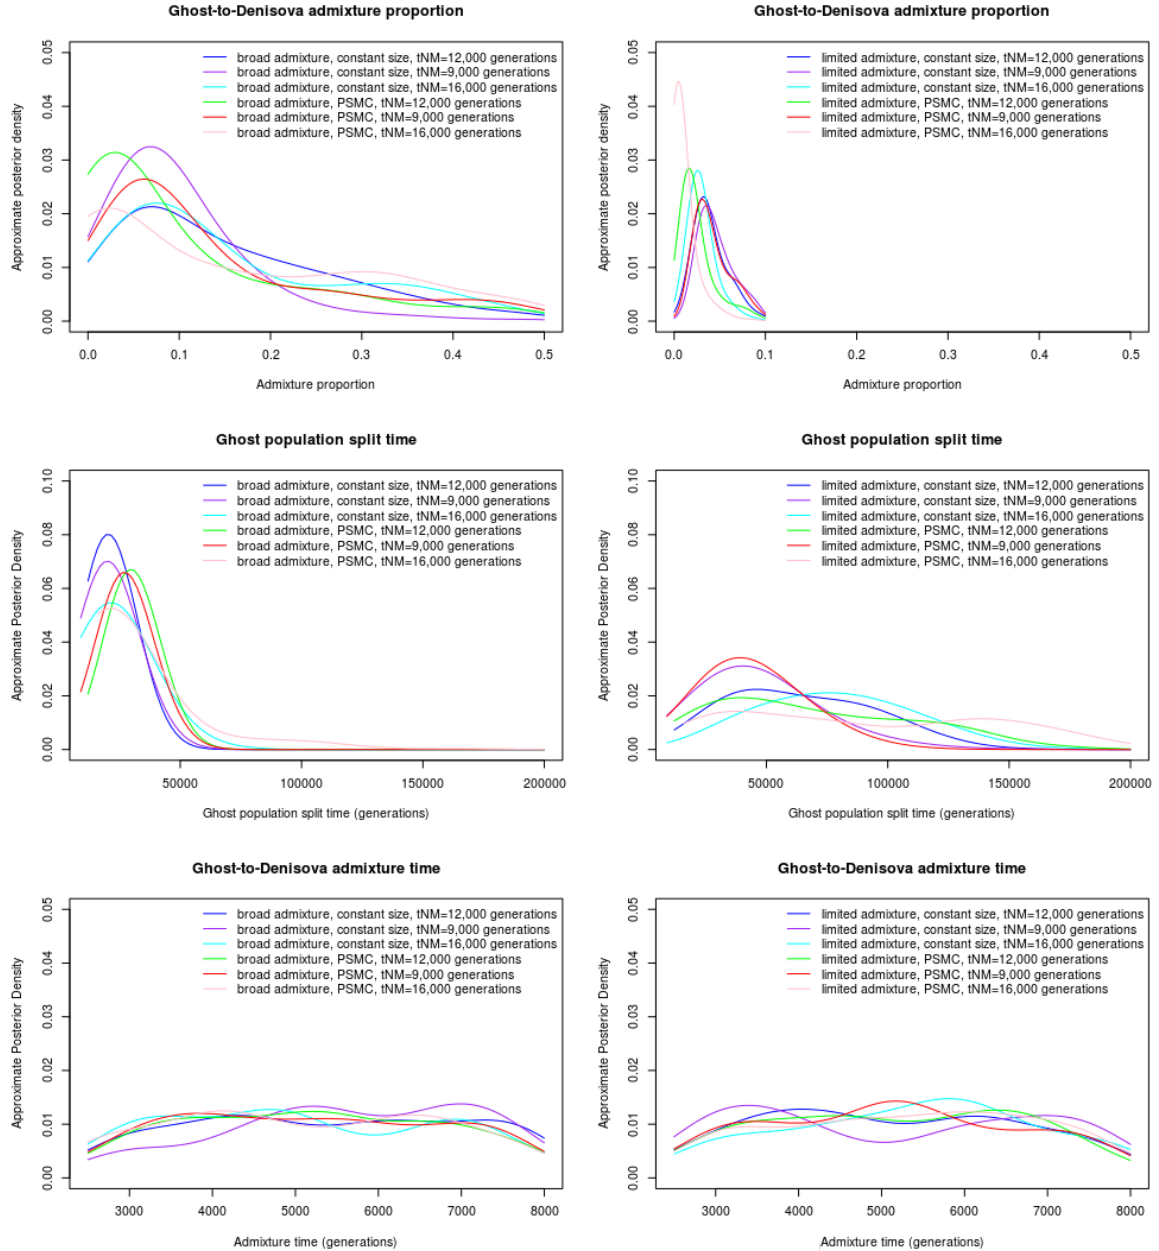 Ghost-to-Denisova admixture proportion
Approximate posterior density
0.00 0.01 0.02 0.03 0.04 0.05
broad admixture, constant size, tNM=12,000 generations
broad admixture, constant size, tNM=9,000 generations
broad admixture, constant size, tNM=16,000 generations
broad admixture, PSMC, tNM=12,000 generations
broad admixture, PSMC, tNM=9,000 generations
broad admixture, PSMC, tNM=16,000 generations
0.0 0.1 0.2 0.3 0.4 0.5
Admixture proportion
Ghost-to-Denisova admixture proportion
Approximate posterior density
0.00 0.01 0.02 0.03 0.04 0.05
limited admixture, constant size, tNM=12,000 generations
limited admixture, constant size, tNM=9,000 generations
limited admixture, constant size, tNM=16,000 generations
limited admixture, PSMC, tNM=12,000 generations
limited admixture, PSMC, tNM=9,000 generations
limited admixture, PSMC, tNM=16,000 generations
0.0 0.1 0.2 0.3 0.4 0.5
Admixture proportion
Ghost population split time
Approximate Posterior Density
0.00 0.02 0.04 0.06 0.08 0.10
broad admixture, constant size, tNM=12,000 generations
broad admixture, constant size, tNM=9,000 generations
broad admixture, constant size, tNM=16,000 generations
broad admixture, PSMC, tNM=12,000 generations
broad admixture, PSMC, tNM=9,000 generations
broad admixture, PSMC, tNM=16,000 generations
50000 100000 150000 200000
Ghost population split time (generations)
Ghost population split time
Approximate Posterior Density
0.00 0.02 0.04 0.06 0.08 0.10
limited admixture, constant size, tNM=12,000 generations
limited admixture, constant size, tNM=9,000 generations
limited admixture, constant size, tNM=16,000 generations
limited admixture, PSMC, tNM=12,000 generations
limited admixture, PSMC, tNM=9,000 generations
limited admixture, PSMC, tNM=16,000 generations
50000 100000 150000 200000
Ghost population split time (generations)
Ghost-to-Denisova admixture time
Approximate Posterior Density
0.00 0.01 0.02 0.03 0.04 0.05
broad admixture, constant size, tNM=12,000 generations
broad admixture, constant size, tNM=9,000 generations
broad admixture, constant size, tNM=16,000 generations
broad admixture, PSMC, tNM=12,000 generations
broad admixture, PSMC, tNM=9,000 generations
broad admixture, PSMC, tNM=16,000 generations
3000 4000 5000 6000 7000 8000
Admixture time (generations)
Ghost-to-Denisova admixture time
Approximate Posterior Density
0.00 0.01 0.02 0.03 0.04 0.05
limited admixture, constant size, tNM=12,000 generations
limited admixture, constant size, tNM=9,000 generations
limited admixture, constant size, tNM=16,000 generations
limited admixture, PSMC, tNM=12,000 generations
limited admixture, PSMC, tNM=9,000 generations
limited admixture, PSMC, tNM=16,000 generations
3000 4000 5000 6000 7000 8000
Admixture time (generations)